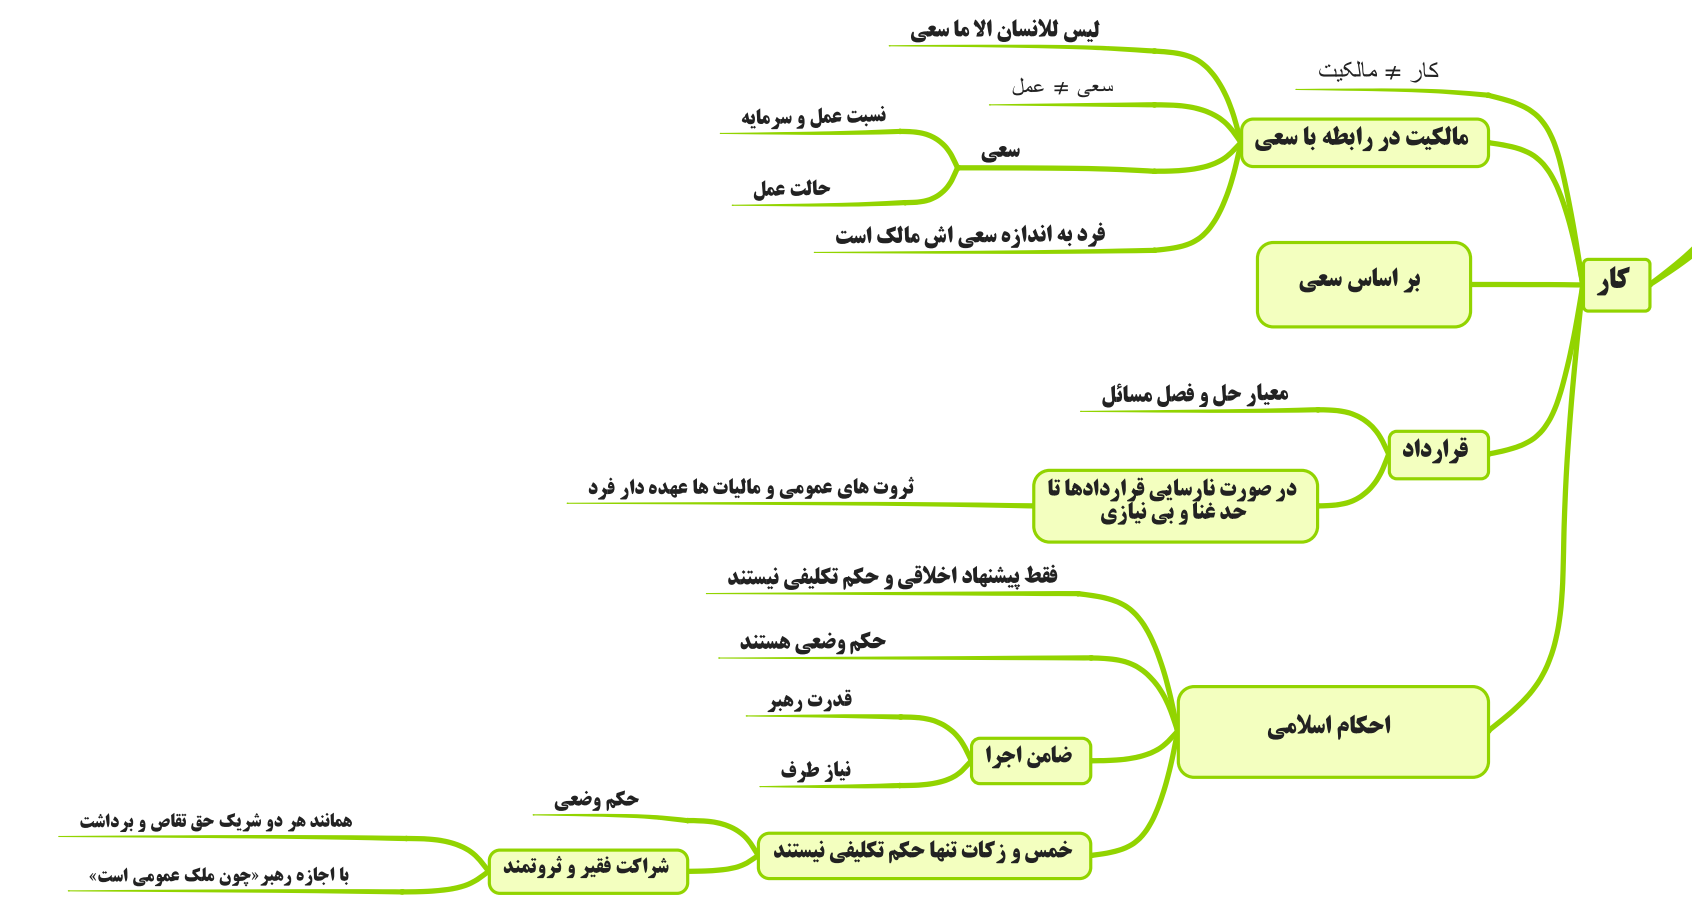 کار
کار ≠ مالکیت
مالکیت در رابطه با سعی
لیس للانسان الا ما سعی
سعی ≠ عمل
سعی
نسبت عمل و سرمایه
حالت عمل
فرد به اندازه سعی اش مالک است
بر اساس سعی
قرارداد
معیار حل و فصل مسائل
در صورت نارسایی قراردادها تا
حد غنا و بی نیازی
ثروت های عمومی و مالیات ها عهده دار فرد
احکام اسلامی
فقط پیشنهاد اخلاقی و حکم تکلیفی نیستند
حکم وضعی هستند
ضامن اجرا
قدرت رهبر
نیاز طرف
خمس و زکات تنها حکم تکلیفی نیستند
حکم وضعی
شراکت فقیر و ثروتمند
همانند هر دو شریک حق تقاص و برداشت
با اجازه رهبر«چون ملک عمومی است»